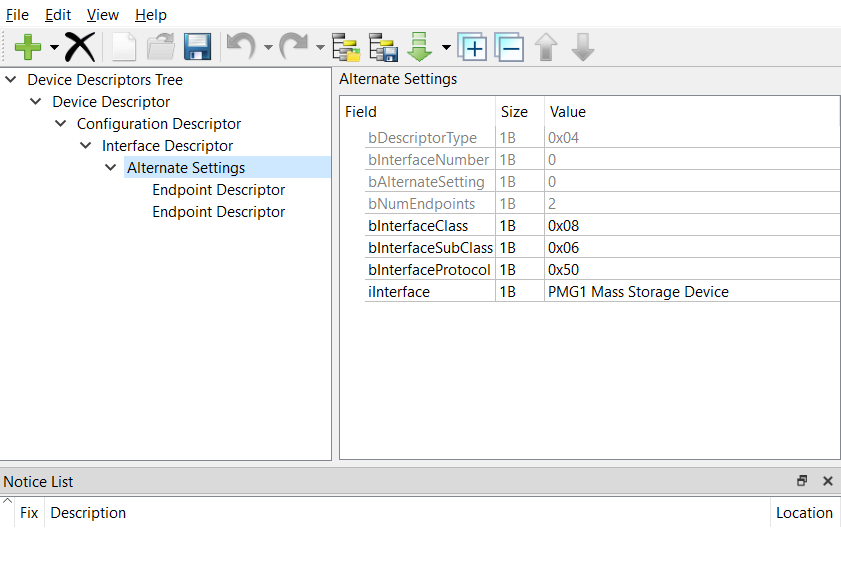 File Edit View Help
Device Descriptors Tree
Device Descriptor
Configuration Descriptor
Interface Descriptor
Alternate Settings
Endpoint Descriptor
Endpoint Descriptor
Alternate Settings
Field Size Value
bDescriptorType 1B 0x04
bInterfaceNumber 1B 0
bAlternateSetting 1B 0
bNumEndpoints 1B 2
bInterfaceClass 1B 0x08
bInterfaceSubClass 1B 0x06
bInterfaceProtocol 1B 0x50
iInterface 1B PMG1 Mass Storage Device
Notice List
Fix Description Location